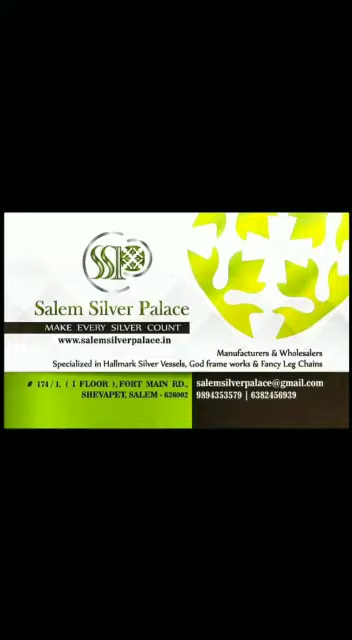 SSP
Salem Silver Palace
MAKE EVERY SILVER COUNT
www.salemsilverpalace.in
Manufacturers & Wholesalers
Specialized in Hallmark Silver Vessels, God frame works & Fancy Leg Chains
# 174/1, ( I FLOOR ), FORT MAIN RD.,
SHEVAPET, SALEM - 636002
salemsilverpalace@gmail.com
9894353579 | 6382456939